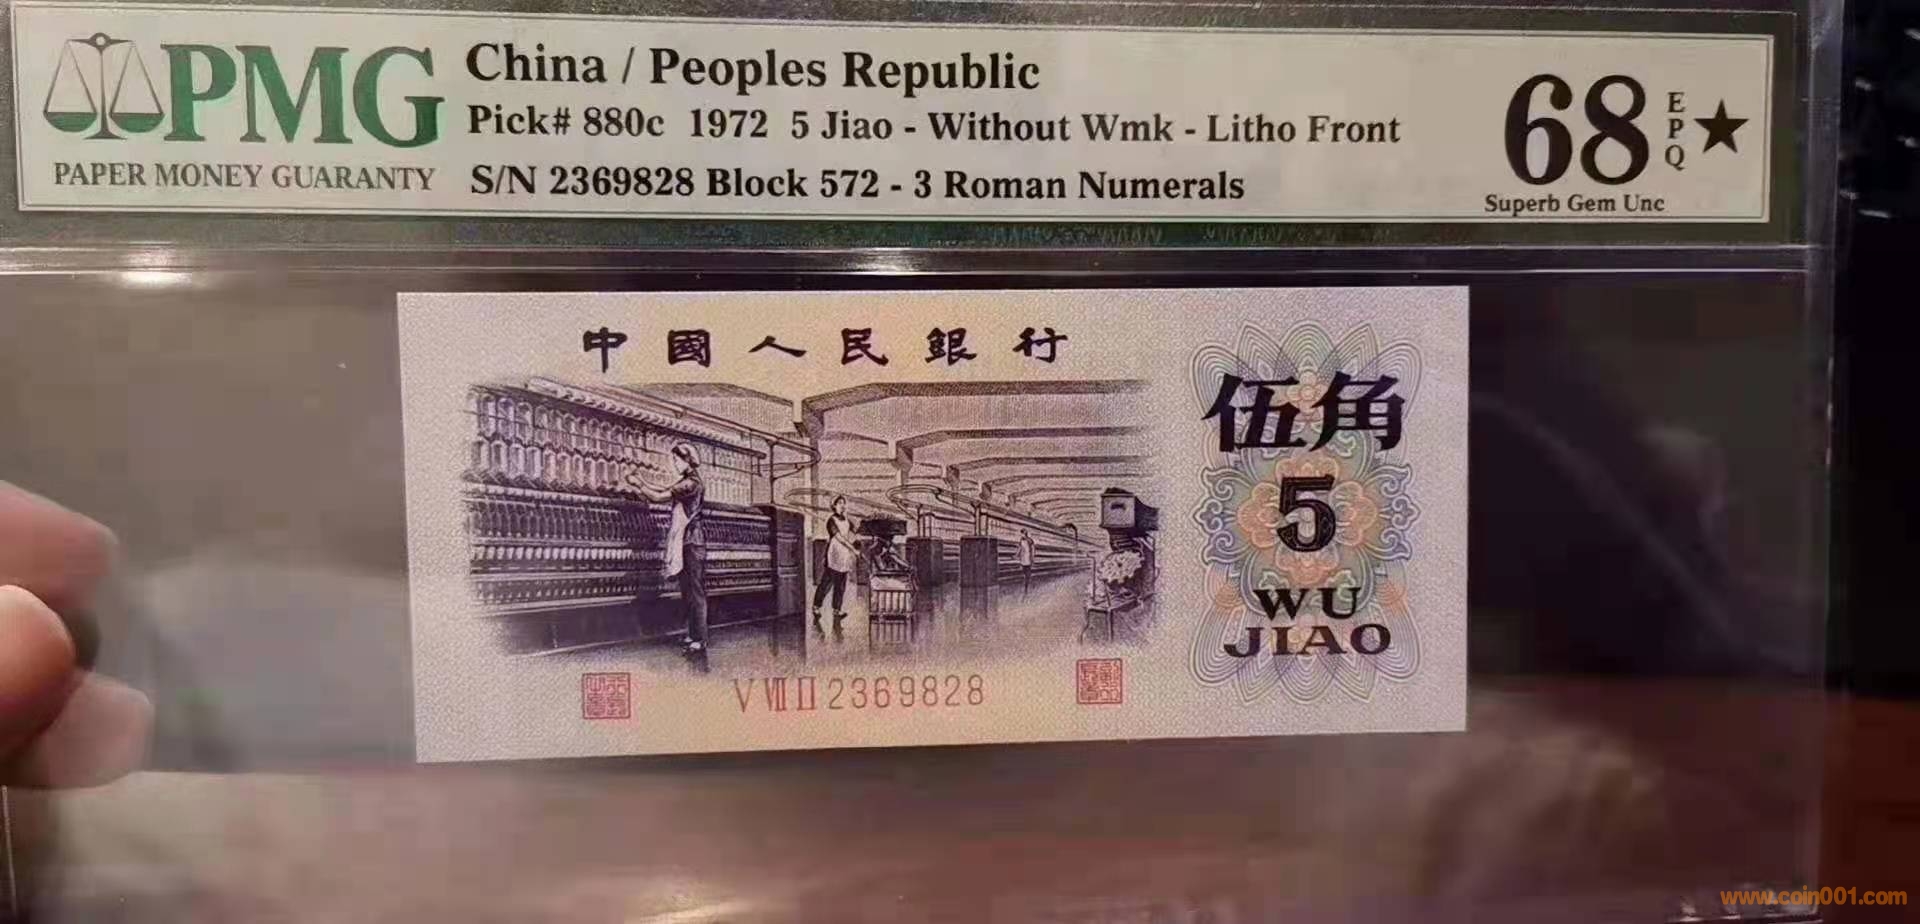 PMG
PAPER MONEY GUARANTY
China / Peoples Republic
Pick# 880c 1972 5 Jiao - Without Wmk - Litho Front
S/N 2369828 Block 572 - 3 Roman Numerals
68
EPQ
★
Superb Gem Unc
中國人民銀行
伍角
5
WU
JIAO
V VII II 2369828
www.coin001.com